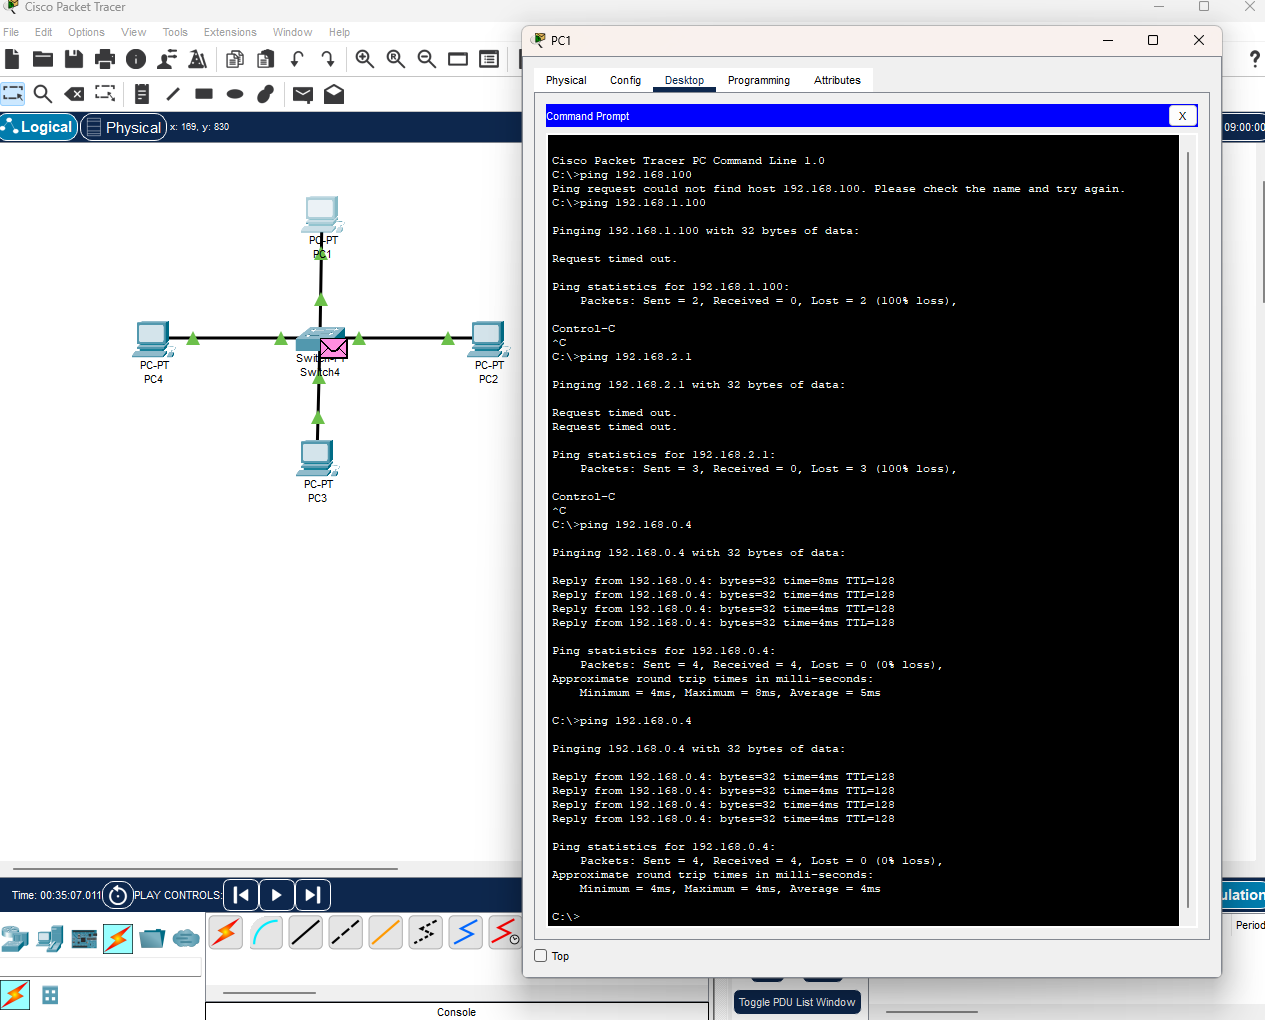 Cisco Packet Tracer
File Edit Options View Tools Extensions Window Help
?
Logical
Physical
x: 169, y: 830
09:00:00
PC-PT
PC1
PC-PT
PC4
Switch4
PC-PT
PC2
PC-PT
PC3
PC1
Physical Config Desktop Programming Attributes
Command Prompt
X
Cisco Packet Tracer PC Command Line 1.0
C:\>ping 192.168.100
Ping request could not find host 192.168.100. Please check the name and try again.
C:\>ping 192.168.1.100
Pinging 192.168.1.100 with 32 bytes of data:
Request timed out.
Ping statistics for 192.168.1.100:
Packets: Sent = 2, Received = 0, Lost = 2 (100% loss),
Control-C
^C
C:\>ping 192.168.2.1
Pinging 192.168.2.1 with 32 bytes of data:
Request timed out.
Request timed out.
Ping statistics for 192.168.2.1:
Packets: Sent = 3, Received = 0, Lost = 3 (100% loss),
Control-C
^C
C:\>ping 192.168.0.4
Pinging 192.168.0.4 with 32 bytes of data:
Reply from 192.168.0.4: bytes=32 time=8ms TTL=128
Reply from 192.168.0.4: bytes=32 time=4ms TTL=128
Reply from 192.168.0.4: bytes=32 time=4ms TTL=128
Reply from 192.168.0.4: bytes=32 time=4ms TTL=128
Ping statistics for 192.168.0.4:
Packets: Sent = 4, Received = 4, Lost = 0 (0% loss),
Approximate round trip times in milli-seconds:
Minimum = 4ms, Maximum = 8ms, Average = 5ms
C:\>ping 192.168.0.4
Pinging 192.168.0.4 with 32 bytes of data:
Reply from 192.168.0.4: bytes=32 time=4ms TTL=128
Reply from 192.168.0.4: bytes=32 time=4ms TTL=128
Reply from 192.168.0.4: bytes=32 time=4ms TTL=128
Reply from 192.168.0.4: bytes=32 time=4ms TTL=128
Ping statistics for 192.168.0.4:
Packets: Sent = 4, Received = 4, Lost = 0 (0% loss),
Approximate round trip times in milli-seconds:
Minimum = 4ms, Maximum = 4ms, Average = 4ms
C:\>
Top
Time: 00:35:07.011
PLAY CONTROLS:
ulation
Period
Toggle PDU List Window
Console